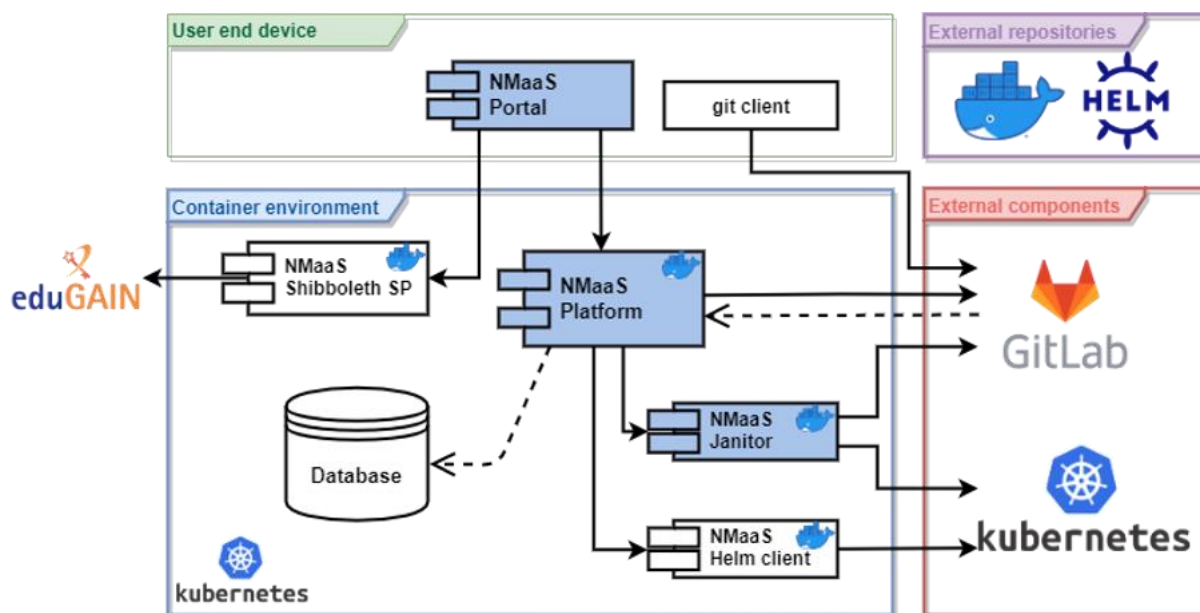 User end device
External repositories
NMaaS
Portal
git client
HELM
Container environment
External components
NMaaS
Shibboleth SP
eduGAIN
NMaaS
Platform
GitLab
NMaaS
Janitor
Database
kubernetes
NMaaS
Helm client
kubernetes